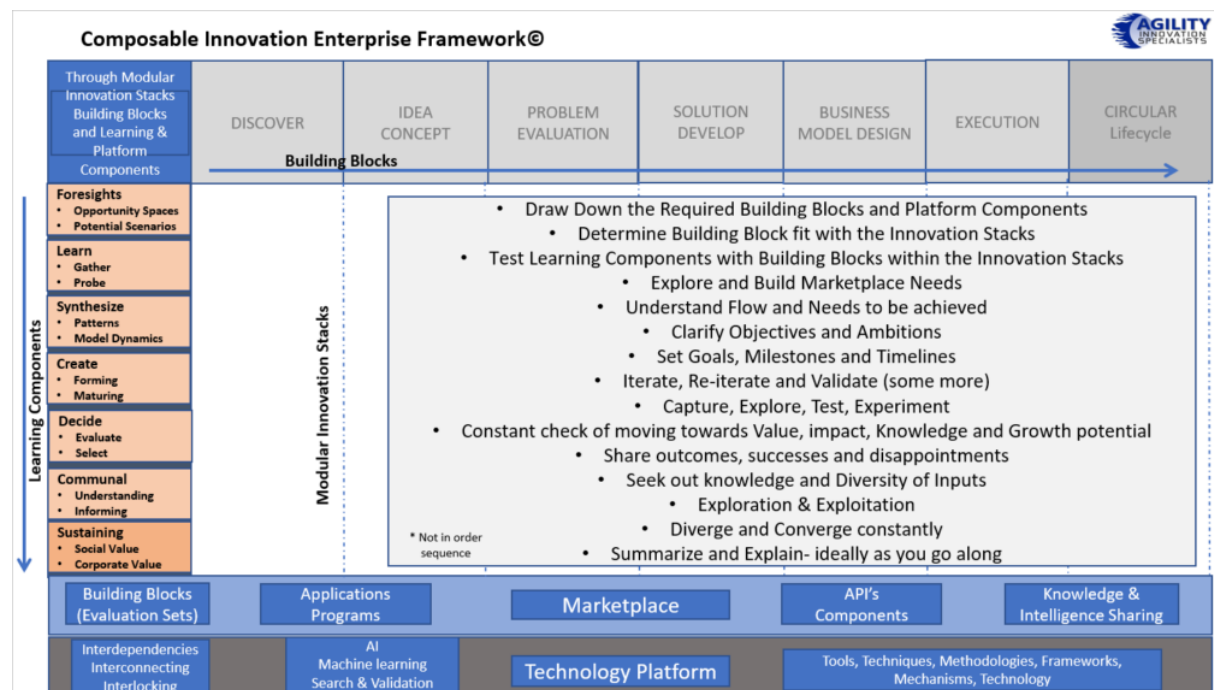 Composable Innovation Enterprise Framework©
AGILITY
INNOVATION
SPECIALISTS
Through Modular
Innovation Stacks
Building Blocks
and Learning &
Platform
Components
DISCOVER
IDEA
CONCEPT
PROBLEM
EVALUATION
SOLUTION
DEVELOP
BUSINESS
MODEL DESIGN
EXECUTION
CIRCULAR
Lifecycle
Building Blocks
Learning Components
Foresights
• Opportunity Spaces
• Potential Scenarios
Learn
• Gather
• Probe
Synthesize
• Patterns
• Model Dynamics
Create
• Forming
• Maturing
Decide
• Evaluate
• Select
Communal
• Understanding
• Informing
Sustaining
• Social Value
• Corporate Value
Modular Innovation Stacks
• Draw Down the Required Building Blocks and Platform Components
• Determine Building Block fit with the Innovation Stacks
• Test Learning Components with Building Blocks within the Innovation Stacks
• Explore and Build Marketplace Needs
• Understand Flow and Needs to be achieved
• Clarify Objectives and Ambitions
• Set Goals, Milestones and Timelines
• Iterate, Re-iterate and Validate (some more)
• Capture, Explore, Test, Experiment
• Constant check of moving towards Value, impact, Knowledge and Growth potential
• Share outcomes, successes and disappointments
• Seek out knowledge and Diversity of Inputs
• Exploration & Exploitation
• Diverge and Converge constantly
• Summarize and Explain- ideally as you go along
* Not in order
sequence
Building Blocks
(Evaluation Sets)
Applications
Programs
Marketplace
API's
Components
Knowledge &
Intelligence Sharing
Interdependencies
Interconnecting
Interlocking
AI
Machine learning
Search & Validation
Technology Platform
Tools, Techniques, Methodologies, Frameworks,
Mechanisms, Technology